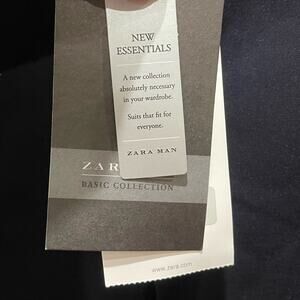 NEW
ESSENTIALS
A new collection
absolutely necessary
in your wardrobe.
Suits that fit for
everyone.
ZARA MAN
ZAR
BASIC COLLECTION
www.zara.com